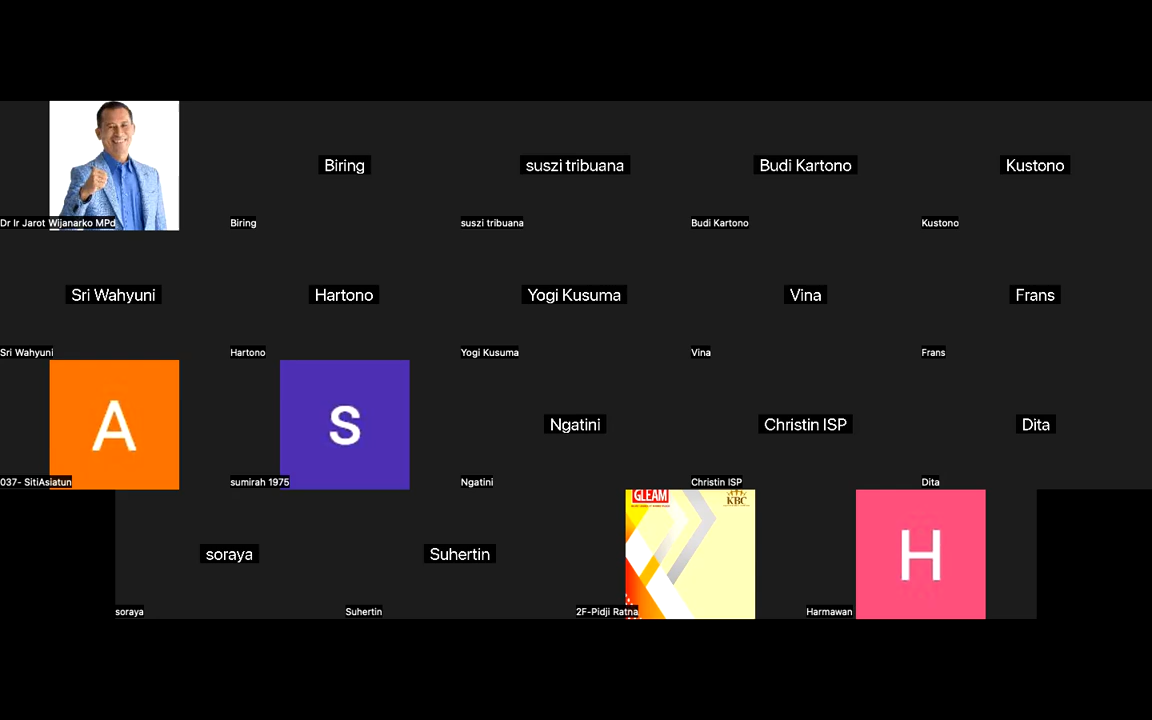 Biring
suszi tribuana
Budi Kartono
Kustono
Dr Ir Jarot Wijanarko MPd
Biring
suszi tribuana
Budi Kartono
Kustono
Sri Wahyuni
Hartono
Yogi Kusuma
Vina
Frans
Sri Wahyuni
Hartono
Yogi Kusuma
Vina
Frans
A
S
Ngatini
Christin ISP
Dita
037- SitiAsiatun
sumirah 1975
Ngatini
Christin ISP
Dita
GLEAM
KBC
soraya
Suhertin
H
soraya
Suhertin
2F-Pidji Ratna
Harmawan